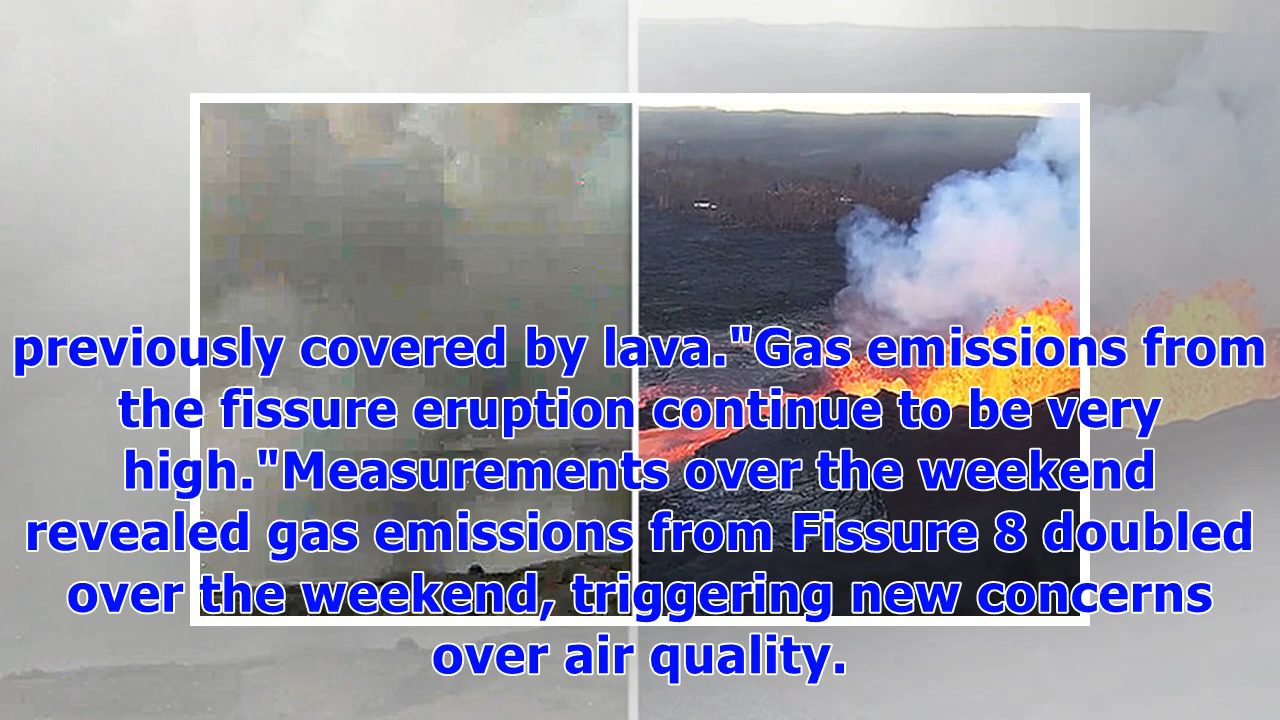 previously covered by lava."Gas emissions from
the fissure eruption continue to be very
high."Measurements over the weekend
revealed gas emissions from Fissure 8 doubled
over the weekend, triggering new concerns
over air quality.